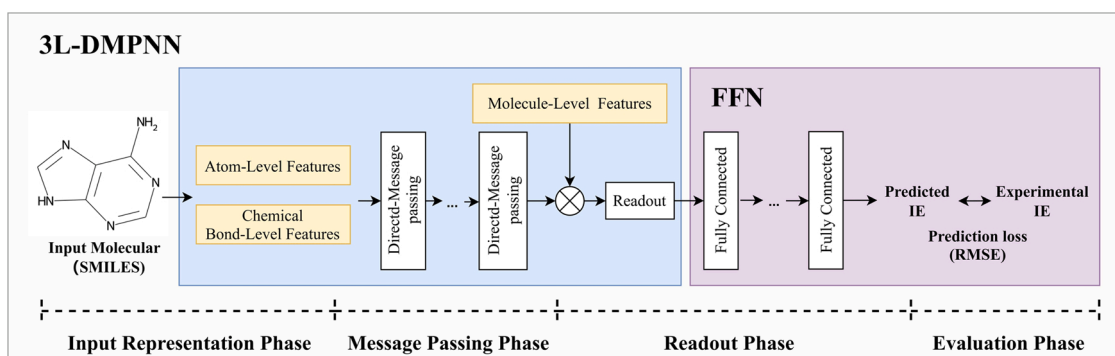 3L-DMPNN
FFN
Molecule-Level Features
NH₂
N
N
N
N
HN
Atom-Level Features
Chemical
Bond-Level Features
Directd-Message
passing
...
Directd-Message
passing
Readout
Fully Connected
...
Fully Connected
Predicted
IE
Experimental
IE
Prediction loss
(RMSE)
Input Molecular
(SMILES)
Input Representation Phase
Message Passing Phase
Readout Phase
Evaluation Phase